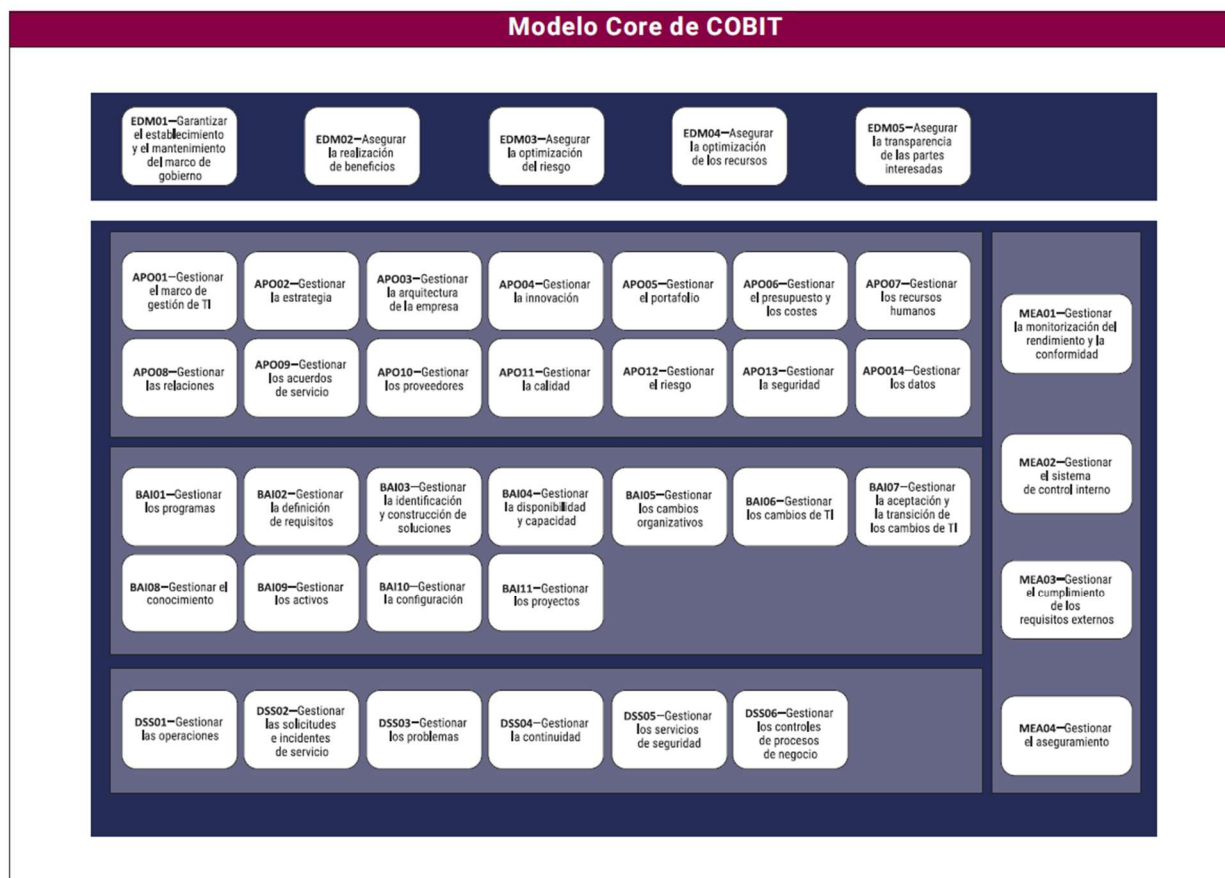 Modelo Core de COBIT
EDM01—Garantizar
el establecimiento
y el mantenimiento
del marco de
gobierno
EDM02—Asegurar
la realización
de beneficios
EDM03—Asegurar
la optimización
del riesgo
EDM04—Asegurar
la optimización
de los recursos
EDM05—Asegurar
la transparencia
de las partes
interesadas
APO01—Gestionar
el marco de
gestión de TI
APO02—Gestionar
la estrategia
APO03—Gestionar
la arquitectura
de la empresa
APO04—Gestionar
la innovación
APO05—Gestionar
el portafolio
APO06—Gestionar
el presupuesto y
los costes
APO07—Gestionar
los recursos
humanos
APO08—Gestionar
las relaciones
APO09—Gestionar
los acuerdos
de servicio
APO10—Gestionar
los proveedores
APO11—Gestionar
la calidad
APO12—Gestionar
el riesgo
APO13—Gestionar
la seguridad
APO014—Gestionar
los datos
BAI01—Gestionar
los programas
BAI02—Gestionar
la definición
de requisitos
BAI03—Gestionar
la identificación
y construcción de
soluciones
BAI04—Gestionar
la disponibilidad
y capacidad
BAI05—Gestionar
los cambios
organizativos
BAI06—Gestionar
los cambios de TI
BAI07—Gestionar
la aceptación y
la transición de
los cambios de TI
BAI08—Gestionar el
conocimiento
BAI09—Gestionar
los activos
BAI10—Gestionar
la configuración
BAI11—Gestionar
los proyectos
DSS01—Gestionar
las operaciones
DSS02—Gestionar
las solicitudes
e incidentes
de servicio
DSS03—Gestionar
los problemas
DSS04—Gestionar
la continuidad
DSS05—Gestionar
los servicios
de seguridad
DSS06—Gestionar
los controles
de procesos
de negocio
MEA01—Gestionar
la monitorización del
rendimiento y la
conformidad
MEA02—Gestionar
el sistema
de control interno
MEA03—Gestionar
el cumplimiento
de los
requisitos externos
MEA04—Gestionar
el aseguramiento